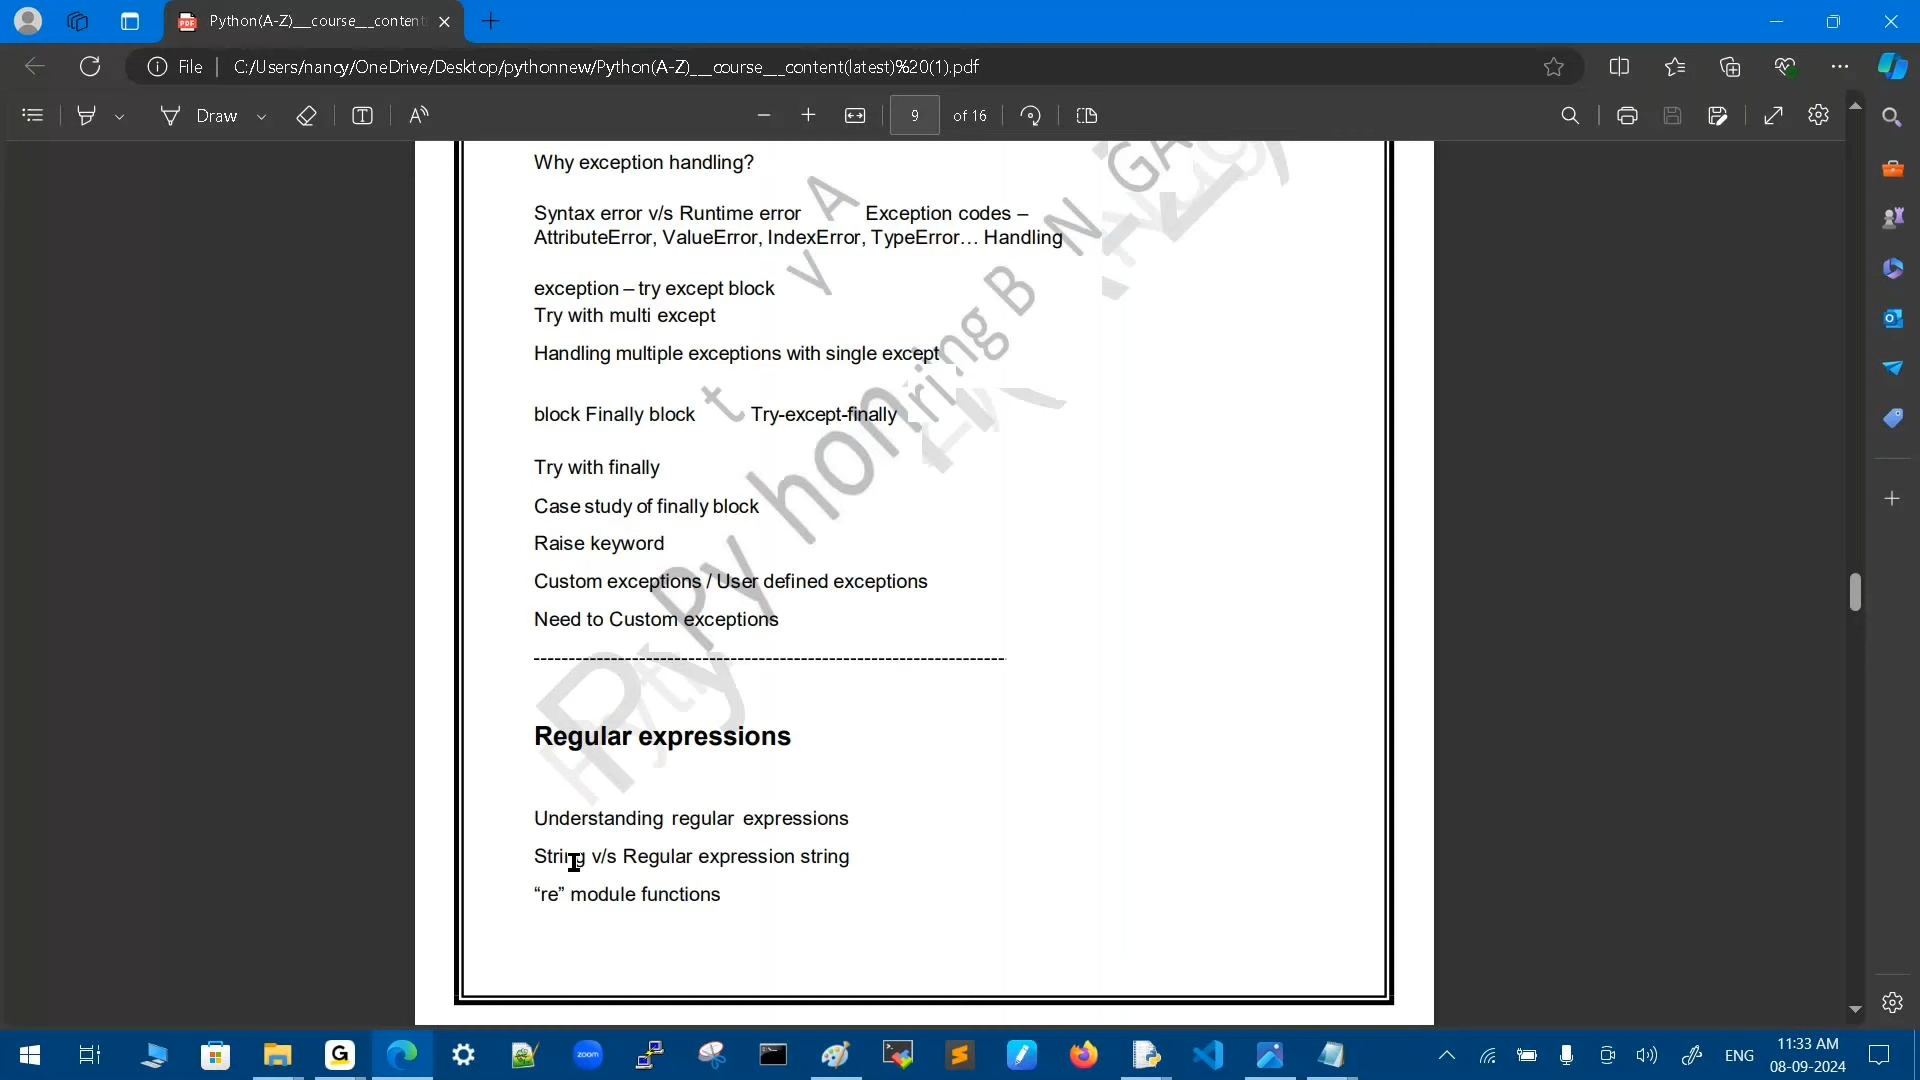 Python(A-Z)__course__content
File
C:/Users/nancy/OneDrive/Desktop/pythonnew/Python(A-Z)___course___content(latest)%20(1).pdf
Draw
9 of 16
Why exception handling?
Syntax error v/s Runtime error Exception codes –
AttributeError, ValueError, IndexError, TypeError… Handling
exception – try except block
Try with multi except
Handling multiple exceptions with single except
block Finally block Try-except-finally
Try with finally
Case study of finally block
Raise keyword
Custom exceptions / User defined exceptions
Need to Custom exceptions
--------------------------------------------------------------------
Regular expressions
Understanding regular expressions
String v/s Regular expression string
“re” module functions
zoom
ENG
11:33 AM
08-09-2024